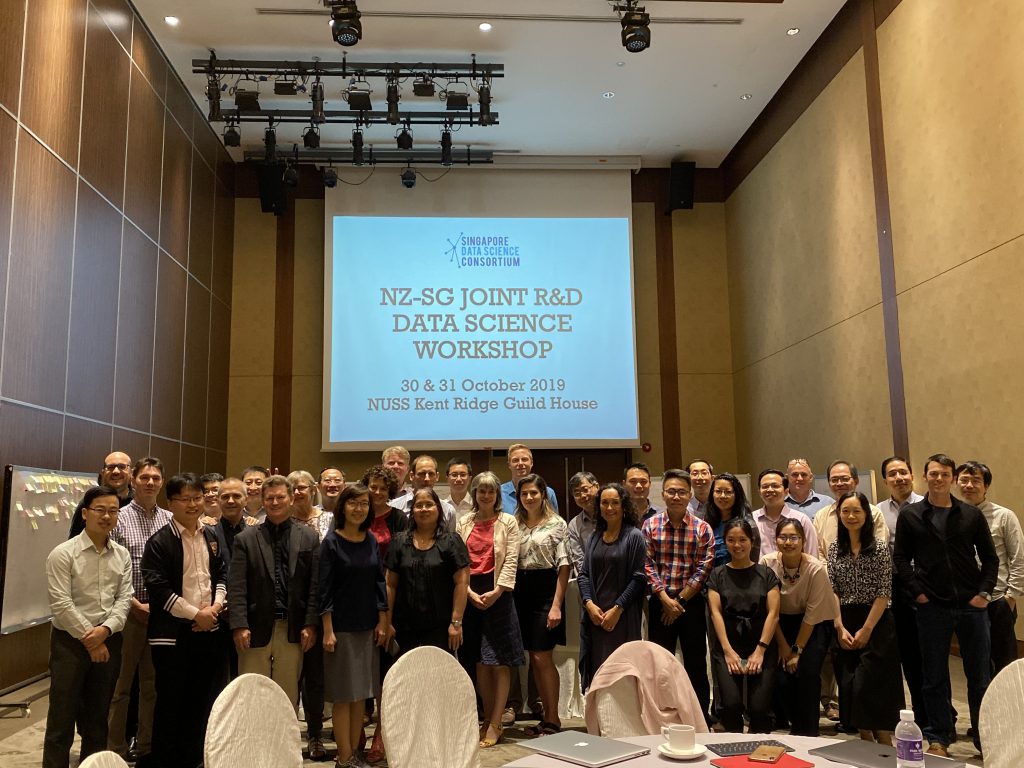 SINGAPORE
DATA SCIENCE
CONSORTIUM
NZ-SG JOINT R&D
DATA SCIENCE
WORKSHOP
30 & 31 October 2019
NUSS Kent Ridge Guild House